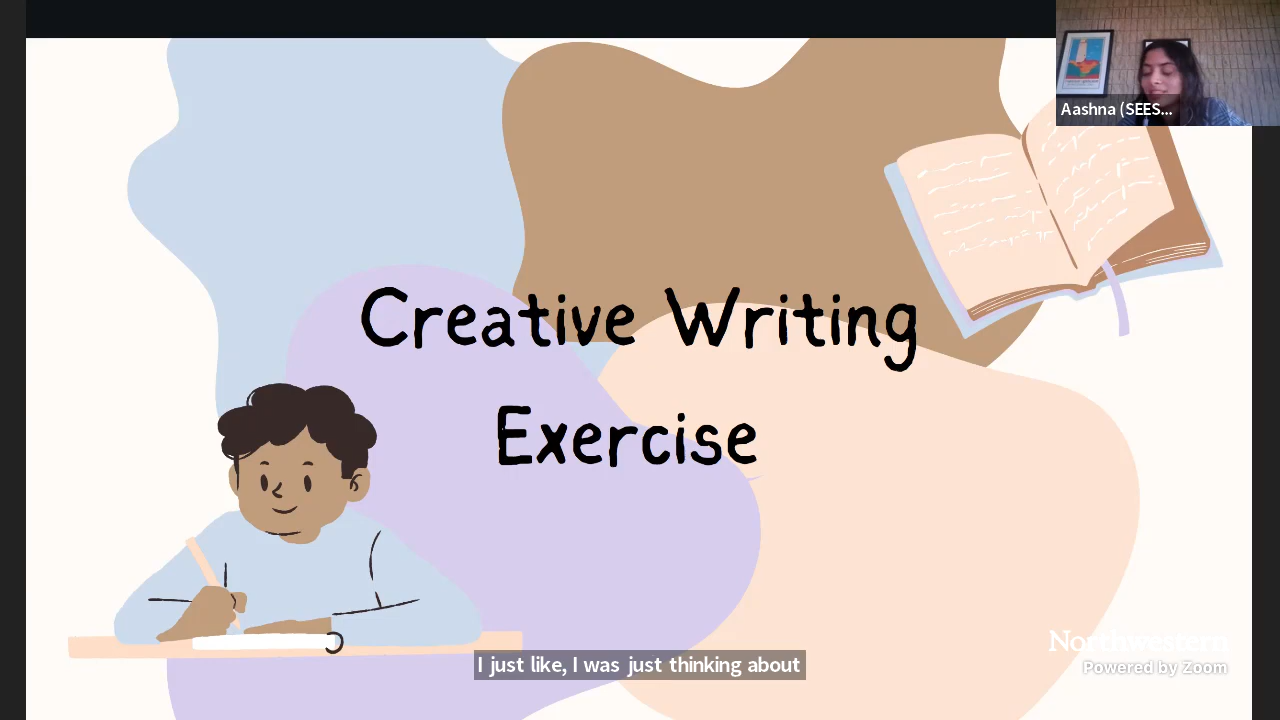 Aashna (SEES...
Creative Writing
Exercise
I just like, I was just thinking about
Northwestern
Powered by Zoom